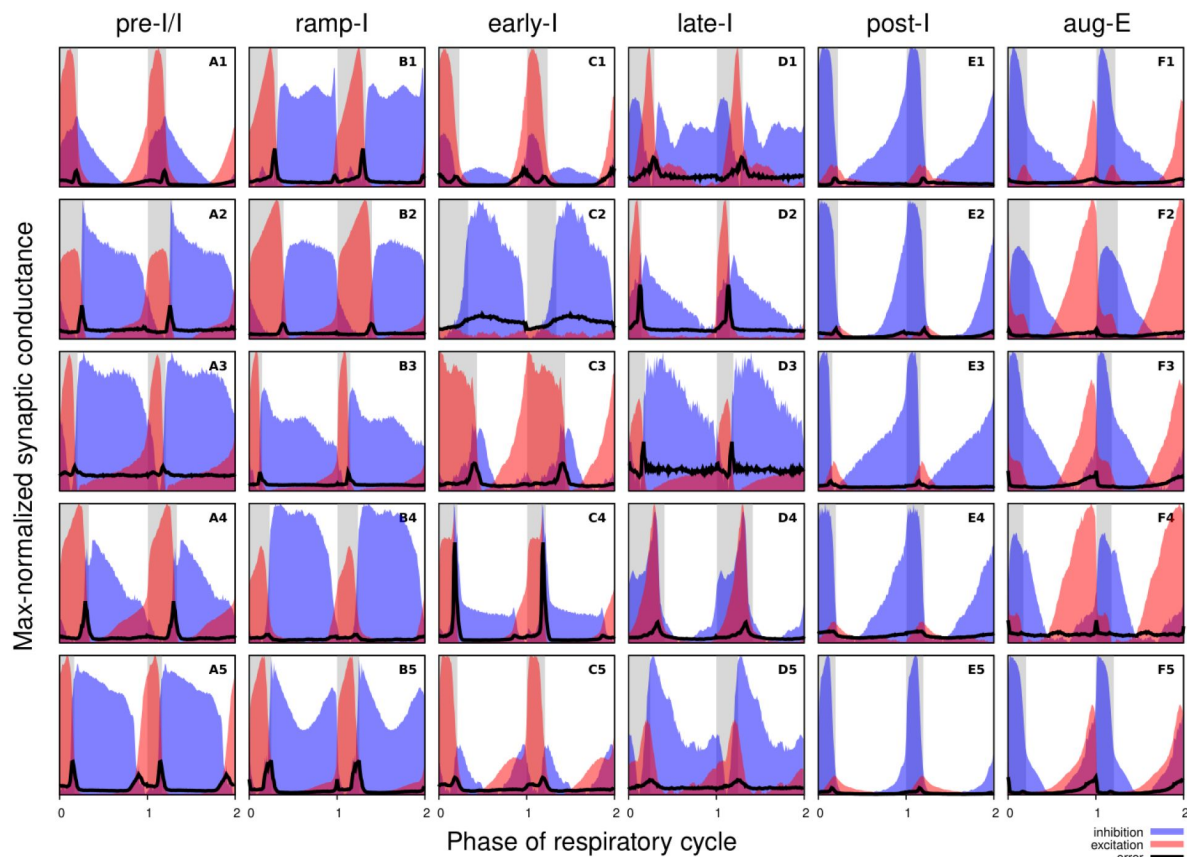 pre-I/I ramp-I early-I late-I post-I aug-E
A1 B1 C1 D1 E1 F1
A2 B2 C2 D2 E2 F2
A3 B3 C3 D3 E3 F3
A4 B4 C4 D4 E4 F4
A5 B5 C5 D5 E5 F5
Max-normalized synaptic conductance
0 1 2 0 1 2 0 1 2 0 1 2 0 1 2 0 1 2
Phase of respiratory cycle
inhibition
excitation
error